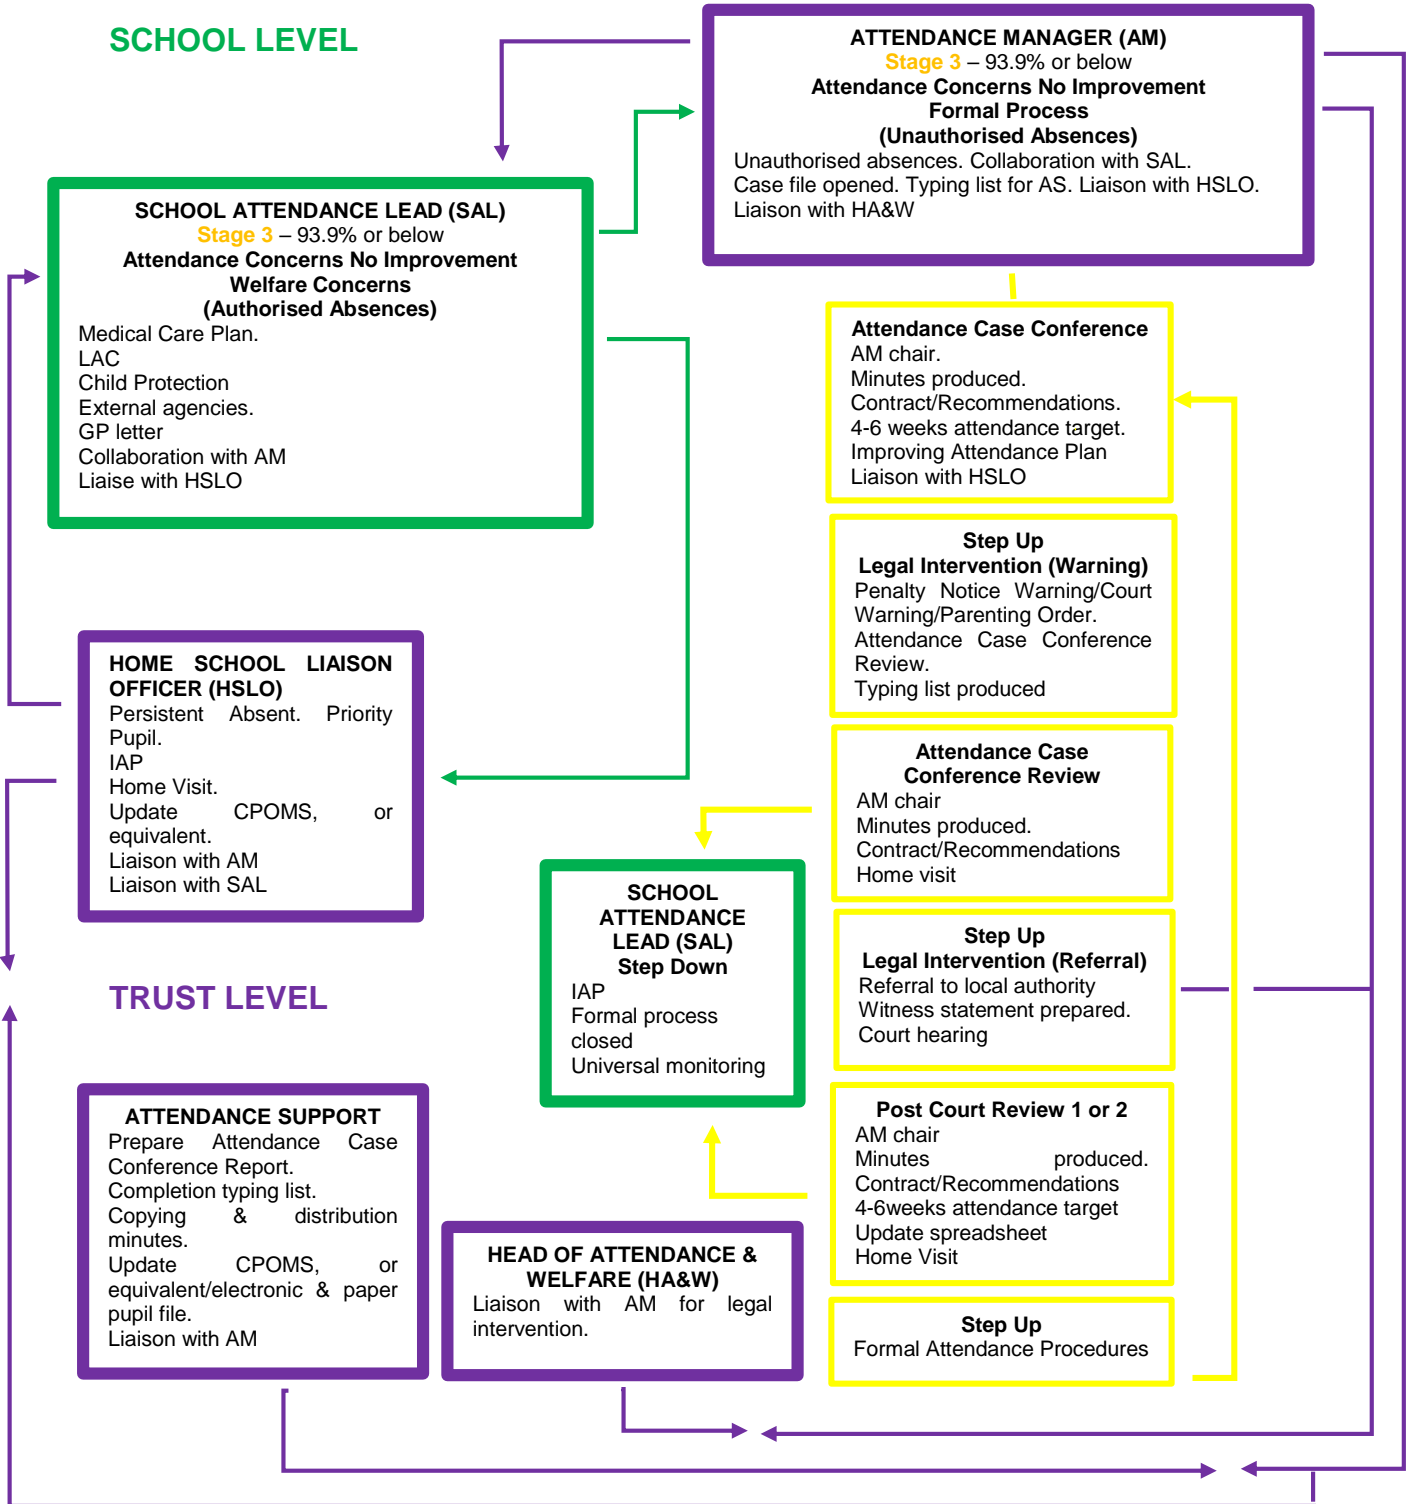 SCHOOL LEVEL
ATTENDANCE MANAGER (AM)
Stage 3 – 93.9% or below
Attendance Concerns No Improvement
Formal Process
(Unauthorised Absences)
Unauthorised absences. Collaboration with SAL.
Case file opened. Typing list for AS. Liaison with HSLO.
Liaison with HA&W
SCHOOL ATTENDANCE LEAD (SAL)
Stage 3 – 93.9% or below
Attendance Concerns No Improvement
Welfare Concerns
(Authorised Absences)
Medical Care Plan.
LAC
Child Protection
External agencies.
GP letter
Collaboration with AM
Liaise with HSLO
Attendance Case Conference
AM chair.
Minutes produced.
Contract/Recommendations.
4-6 weeks attendance target.
Improving Attendance Plan
Liaison with HSLO
Step Up
Legal Intervention (Warning)
Penalty Notice Warning/Court
Warning/Parenting Order.
Attendance Case Conference
Review.
Typing list produced
HOME SCHOOL LIAISON
OFFICER (HSLO)
Persistent Absent. Priority
Pupil.
IAP
Home Visit.
Update CPOMS, or
equivalent.
Liaison with AM
Liaison with SAL
Attendance Case
Conference Review
AM chair
Minutes produced.
Contract/Recommendations
Home visit
SCHOOL
ATTENDANCE
LEAD (SAL)
Step Down
IAP
Formal process
closed
Universal monitoring
Step Up
Legal Intervention (Referral)
Referral to local authority
Witness statement prepared.
Court hearing
TRUST LEVEL
ATTENDANCE SUPPORT
Prepare Attendance Case
Conference Report.
Completion typing list.
Copying & distribution
minutes.
Update CPOMS, or
equivalent/electronic & paper
pupil file.
Liaison with AM
Post Court Review 1 or 2
AM chair
Minutes produced.
Contract/Recommendations
4-6weeks attendance target
Update spreadsheet
Home Visit
HEAD OF ATTENDANCE &
WELFARE (HA&W)
Liaison with AM for legal
intervention.
Step Up
Formal Attendance Procedures